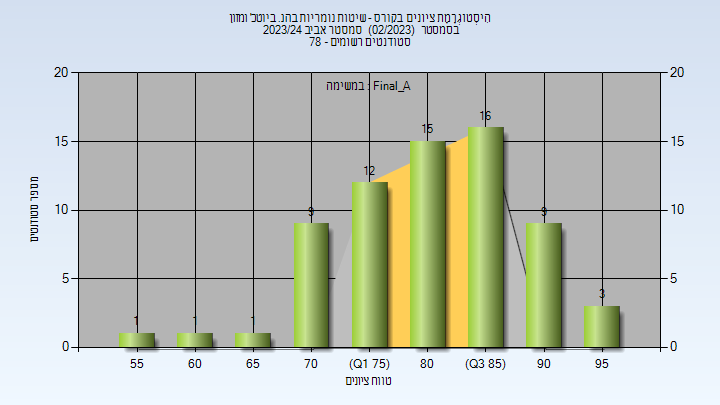 היסטוגרמת ציונים בקורס - שיטות נומריות בהנ. ביוטכ' ומזון
בסמסטר (02/2023) סמסטר אביב 2023/24
סטודנטים רשומים - 78
במשימה : Final_A
20 20
15 15
10 10
5 5
0 0
מספר סטודנטים
1 1 1 9 12 15 16 9 3
55 60 65 70 (Q1 75) 80 (Q3 85) 90 95
טווח ציונים